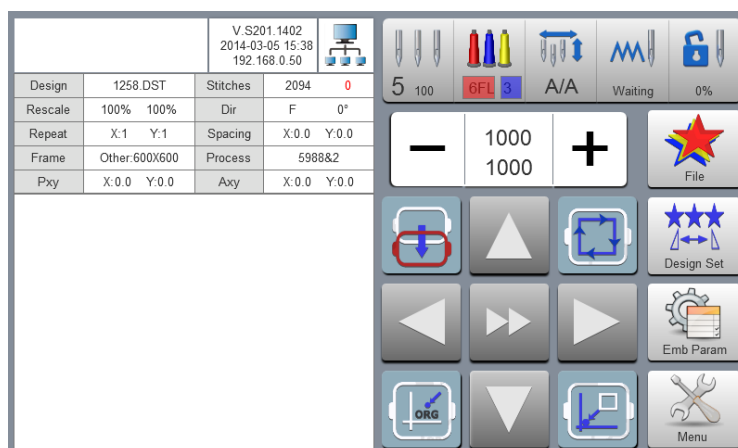 V.S201.1402
2014-03-05 15:38
192.168.0.50
Design 1258.DST Stitches 2094 0
Rescale 100% 100% Dir F 0°
Repeat X:1 Y:1 Spacing X:0.0 Y:0.0
Frame Other:600X600 Process 5988&2
Pxy X:0.0 Y:0.0 Axy X:0.0 Y:0.0
5 100 6FL 3 A/A Waiting 0%
1000
1000
File
Design Set
Emb Param
ORG
Menu